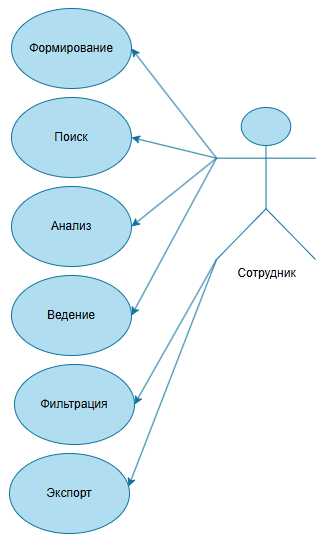 Формирование
Поиск
Анализ
Сотрудник
Ведение
Фильтрация
Экспорт